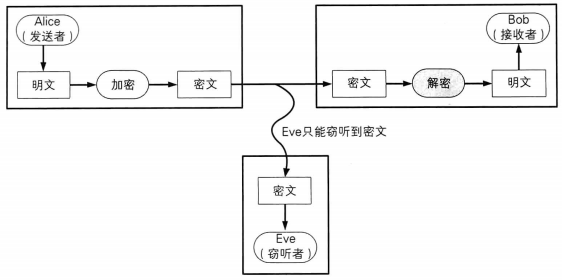 Alice
（发送者）
明文
加密
密文
密文
解密
明文
Bob
（接收者）
Eve只能窃听到密文
密文
Eve
（窃听者）